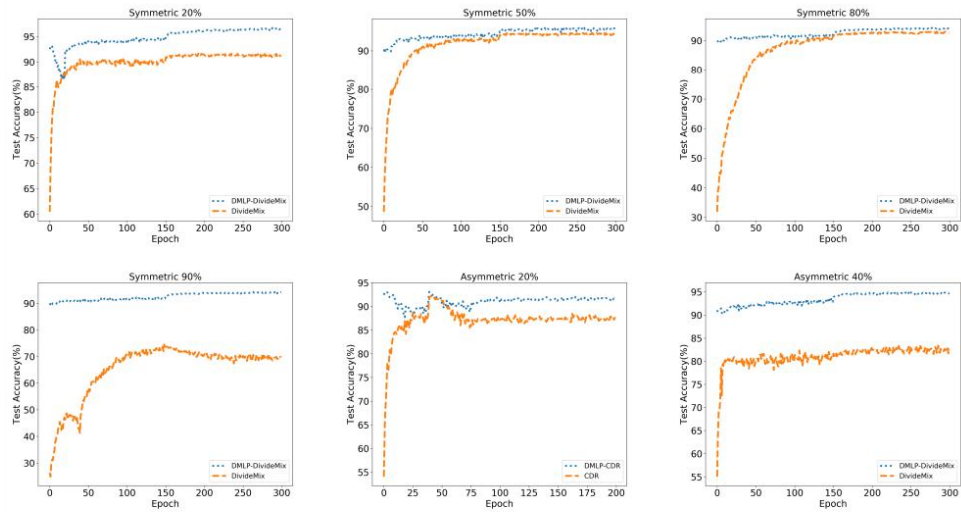 Symmetric 20%
Test Accuracy(%)
95
90
85
80
75
70
65
60
DMLP-DivideMix
DivideMix
0 50 100 150 200 250 300
Epoch
Symmetric 50%
Test Accuracy(%)
90
80
70
60
50
DMLP-DivideMix
DivideMix
0 50 100 150 200 250 300
Epoch
Symmetric 80%
Test Accuracy(%)
90
80
70
60
50
40
30
DMLP-DivideMix
DivideMix
0 50 100 150 200 250 300
Epoch
Symmetric 90%
Test Accuracy(%)
90
80
70
60
50
40
30
DMLP-DivideMix
DivideMix
0 50 100 150 200 250 300
Epoch
Asymmetric 20%
Test Accuracy(%)
95
90
85
80
75
70
65
60
55
DMLP-CDR
CDR
0 25 50 75 100 125 150 175 200
Epoch
Asymmetric 40%
Test Accuracy(%)
95
90
85
80
75
70
65
60
55
DMLP-DivideMix
DivideMix
0 50 100 150 200 250 300
Epoch